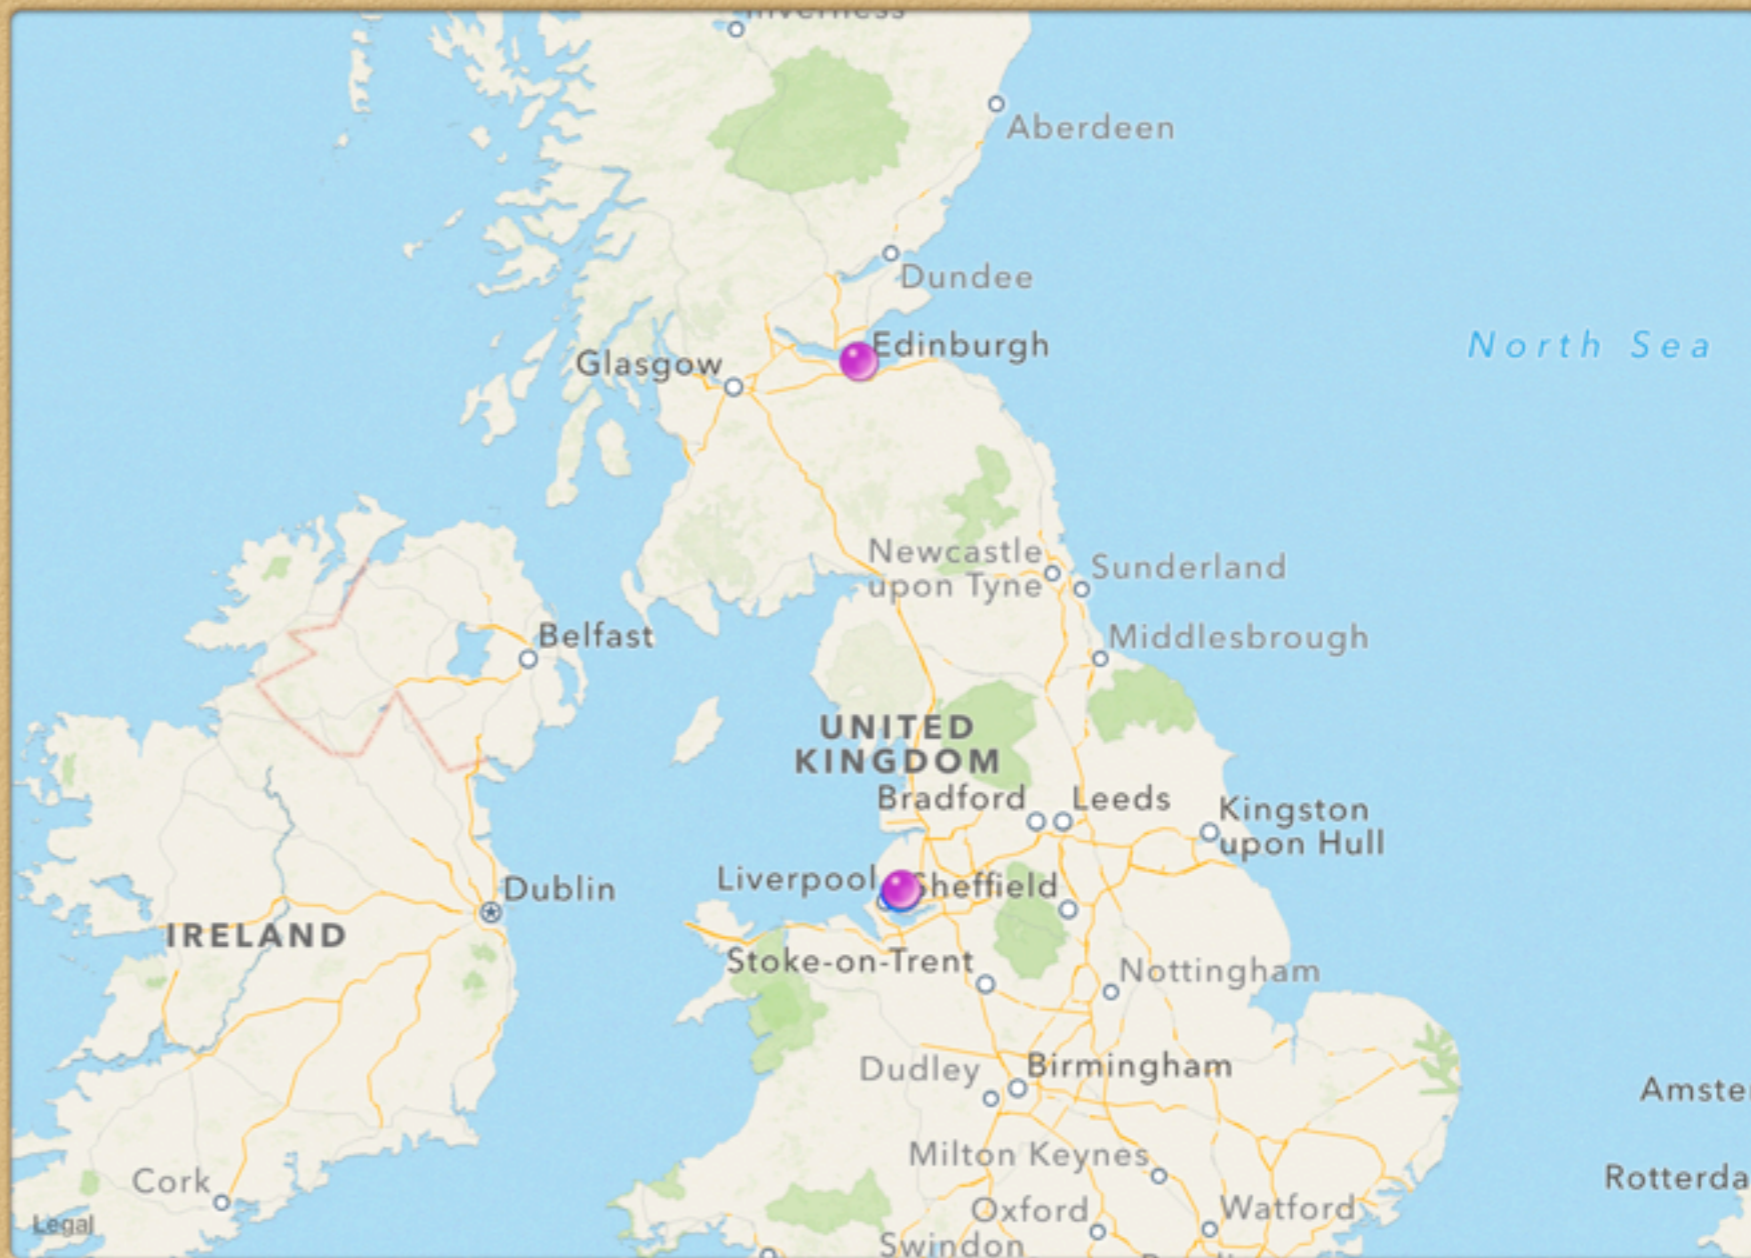 Inverness
Aberdeen
Dundee
Edinburgh
Glasgow
North Sea
Newcastle
upon Tyne
Sunderland
Belfast
Middlesbrough
UNITED
KINGDOM
Bradford
Leeds
Kingston
upon Hull
Liverpool
Sheffield
Dublin
IRELAND
Stoke-on-Trent
Nottingham
Dudley
Birmingham
Amste
Milton Keynes
Rotterda
Cork
Oxford
Watford
Legal
Swindon